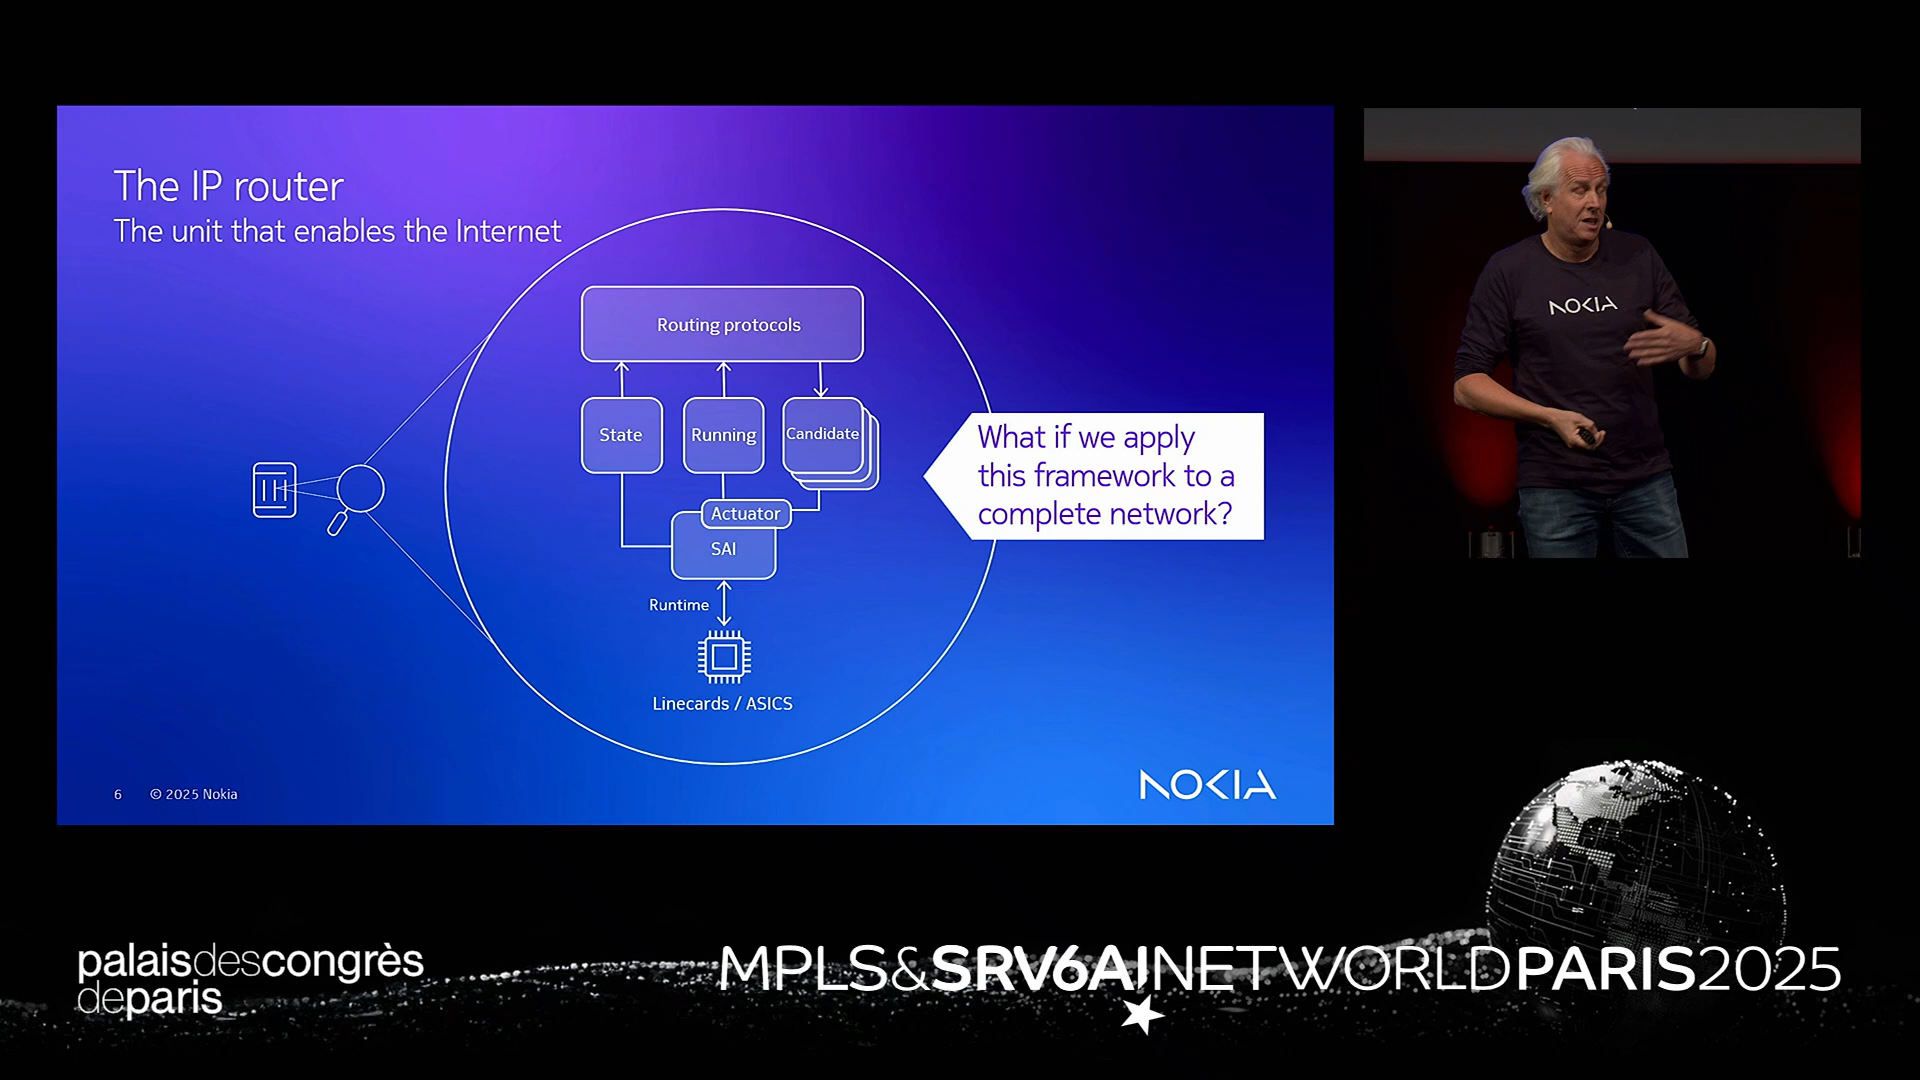 The IP router
The unit that enables the Internet
Routing protocols
State
Running
Candidate
Actuator
SAI
Runtime
Linecards / ASICS
What if we apply
this framework to a
complete network?
6 © 2025 Nokia
NOKIA
NOKIA
palaisdescongrès
deparis
MPLS&SRV6AINETWORLDPARIS2025